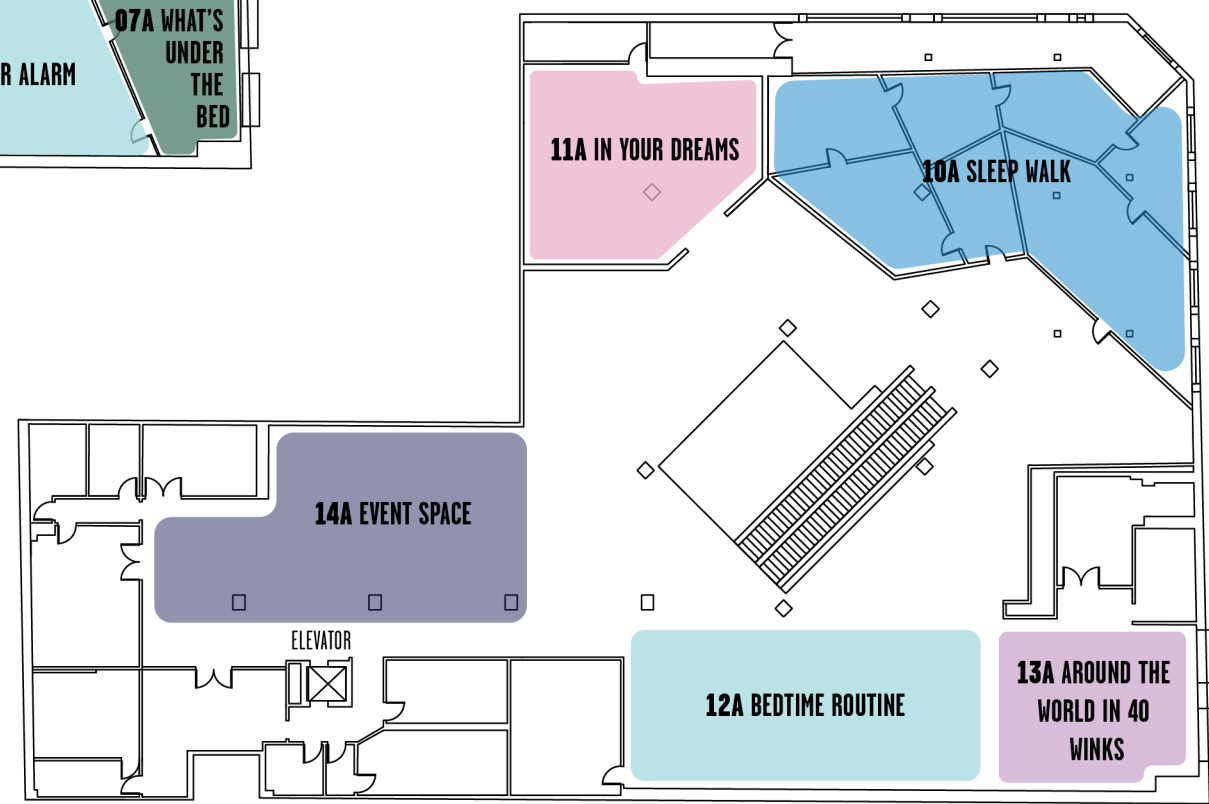 07A WHAT'S
UNDER
THE
BED
R ALARM
11A IN YOUR DREAMS
10A SLEEP WALK
14A EVENT SPACE
ELEVATOR
12A BEDTIME ROUTINE
13A AROUND THE
WORLD IN 40
WINKS